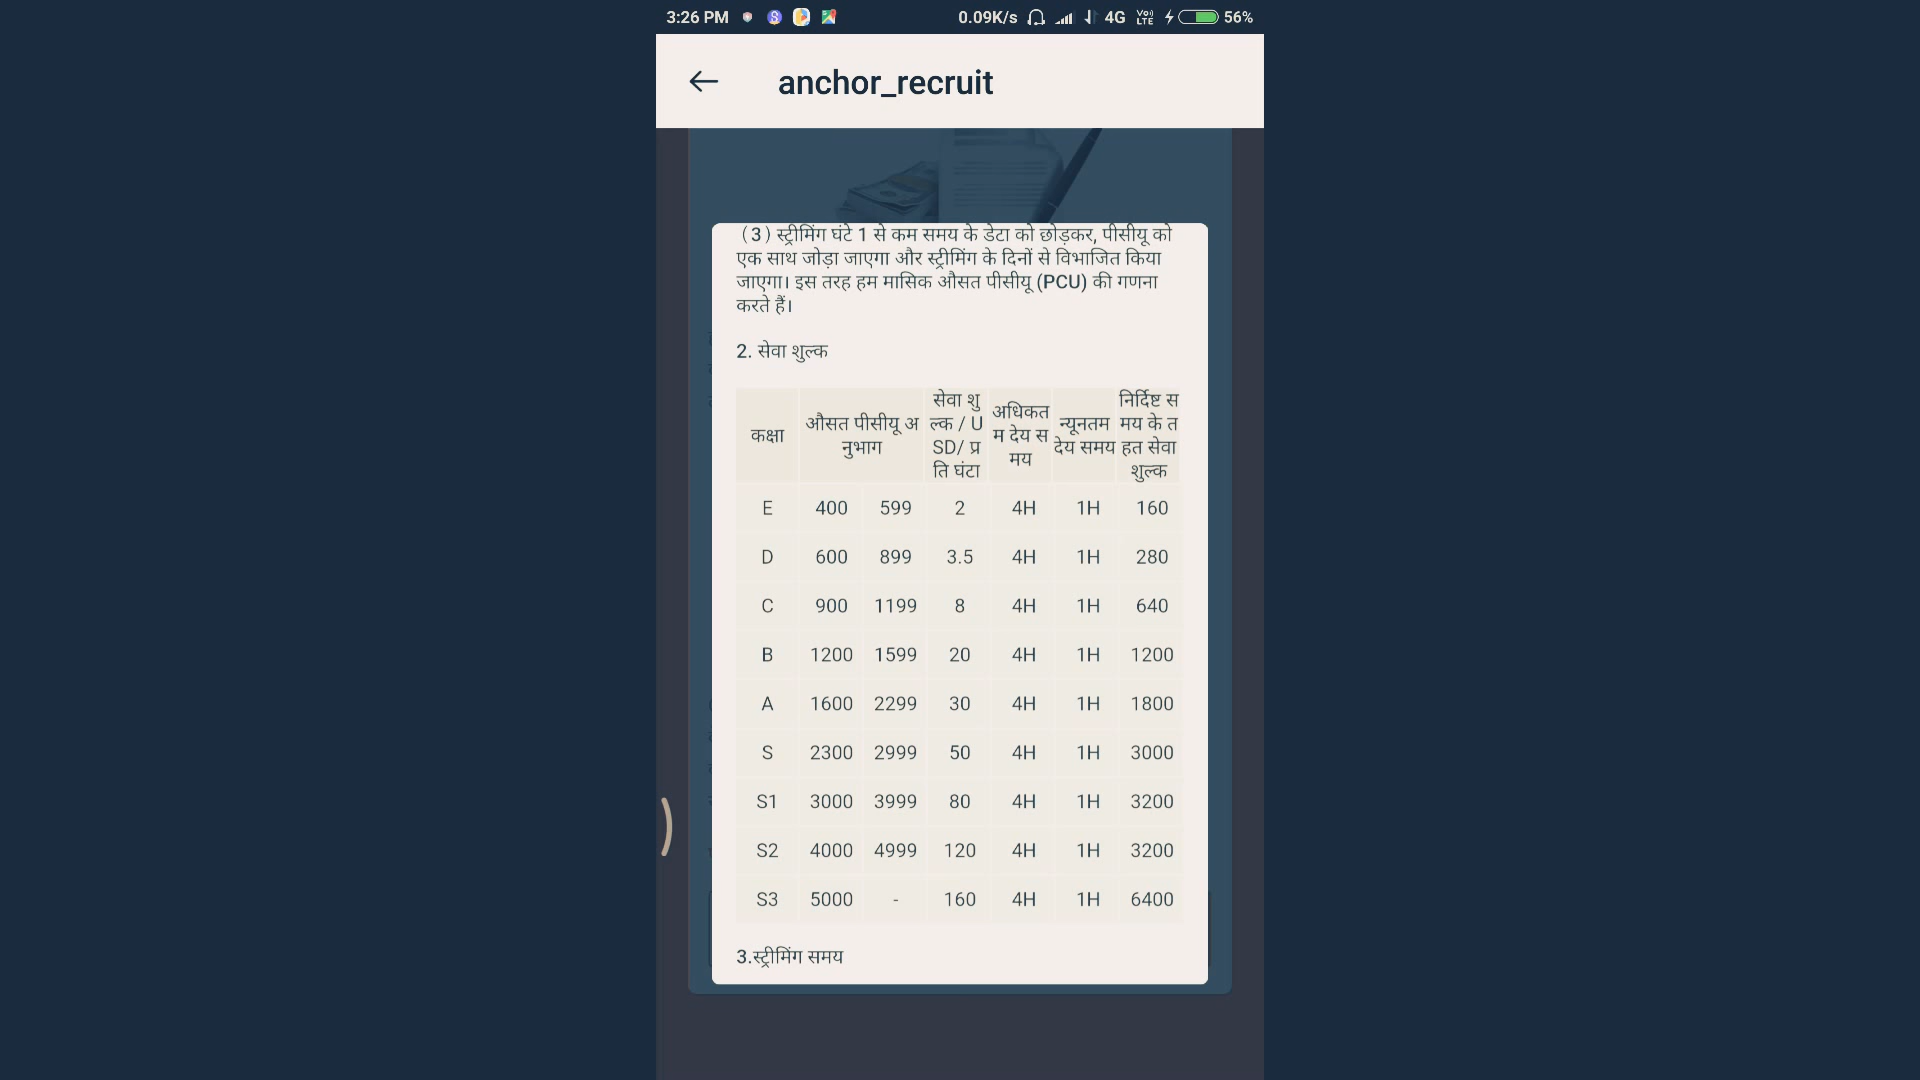 3:26 PM 0.09K/s 4G Vo) LTE 56%
anchor_recruit
(3) स्ट्रीमिंग घंटे 1 से कम समय के डेटा को छोड़कर, पीसीयू को
एक साथ जोड़ा जाएगा और स्ट्रीमिंग के दिनों से विभाजित किया
जाएगा। इस तरह हम मासिक औसत पीसीयू (PCU) की गणना
करते हैं।
2. सेवा शुल्क
कक्षा औसत पीसीयू अनुभाग सेवा शुल्क / USD/ प्रति घंटा अधिकतम देय समय न्यूनतम देय समय निर्दिष्ट समय के तहत सेवा शुल्क
E 400 599 2 4H 1H 160
D 600 899 3.5 4H 1H 280
C 900 1199 8 4H 1H 640
B 1200 1599 20 4H 1H 1200
A 1600 2299 30 4H 1H 1800
S 2300 2999 50 4H 1H 3000
S1 3000 3999 80 4H 1H 3200
S2 4000 4999 120 4H 1H 3200
S3 5000 - 160 4H 1H 6400
3.स्ट्रीमिंग समय